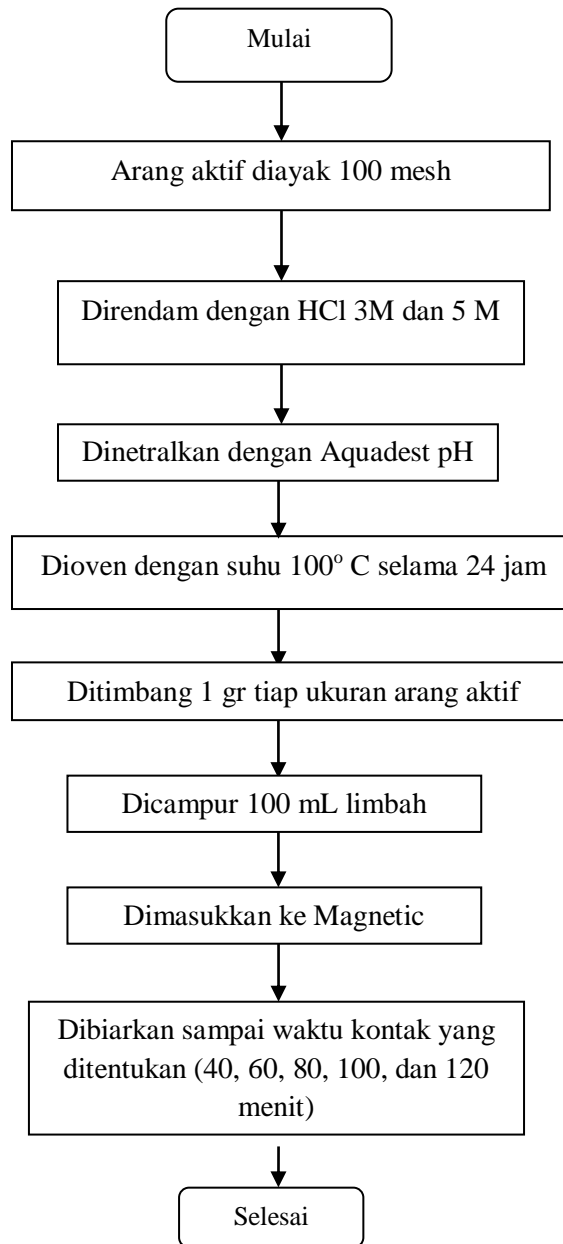 Mulai
Arang aktif diayak 100 mesh
Direndam dengan HCl 3M dan 5 M
Dinetralkan dengan Aquadest pH
Dioven dengan suhu 100° C selama 24 jam
Ditimbang 1 gr tiap ukuran arang aktif
Dicampur 100 mL limbah
Dimasukkan ke Magnetic
Dibiarkan sampai waktu kontak yang
ditentukan (40, 60, 80, 100, dan 120
menit)
Selesai